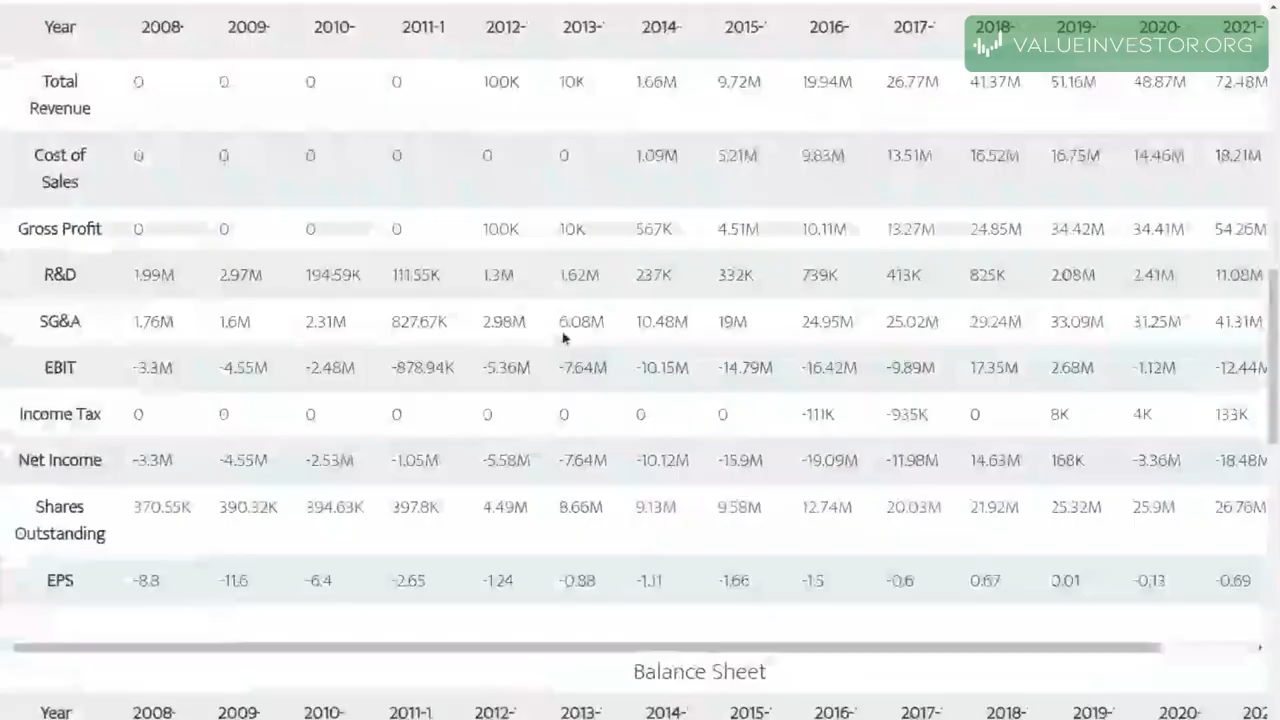 Year 2008- 2009- 2010- 2011-1 2012-' 2013-' 2014- 2015-' 2016- 2017-' 2018- 2019-' 2020- 2021-
VALUEINVESTOR.ORG
Total Revenue 0 0 0 0 100K 10K 1.66M 9.72M 19.94M 26.77M 41.37M 51.16M 48.87M 72.48M
Cost of Sales 0 0 0 0 0 0 1.09M 5.21M 9.83M 13.51M 16.52M 16.75M 14.46M 18.21M
Gross Profit 0 0 0 0 100K 10K 567K 4.51M 10.11M 13.27M 24.85M 34.42M 34.41M 54.26M
R&D 1.99M 2.97M 194.59K 111.55K 1.3M 1.62M 237K 332K 739K 413K 825K 2.08M 2.41M 11.08M
SG&A 1.76M 1.6M 2.31M 827.67K 2.98M 6.08M 10.48M 19M 24.95M 25.02M 29.24M 33.09M 31.25M 41.31M
EBIT -3.3M -4.55M -2.48M -878.94K -5.36M -7.64M -10.15M -14.79M -16.42M -9.89M 17.35M 2.68M -1.12M -12.44M
Income Tax 0 0 0 0 0 0 0 0 -111K -935K 0 8K 4K 133K
Net Income -3.3M -4.55M -2.53M -1.05M -5.58M -7.64M -10.12M -15.9M -19.09M -11.98M 14.63M 168K -3.36M -18.48M
Shares Outstanding 370.55K 390.32K 394.63K 397.8K 4.49M 8.66M 9.13M 9.58M 12.74M 20.03M 21.92M 25.32M 25.9M 26.76M
EPS -8.8 -11.6 -6.4 -2.65 -1.24 -0.88 -1.11 -1.66 -1.5 -0.6 0.67 0.01 -0.13 -0.69
Balance Sheet
Year 2008- 2009- 2010- 2011-1 2012-' 2013-' 2014-' 2015-' 2016-' 2017-' 2018- 2019-' 2020- 202